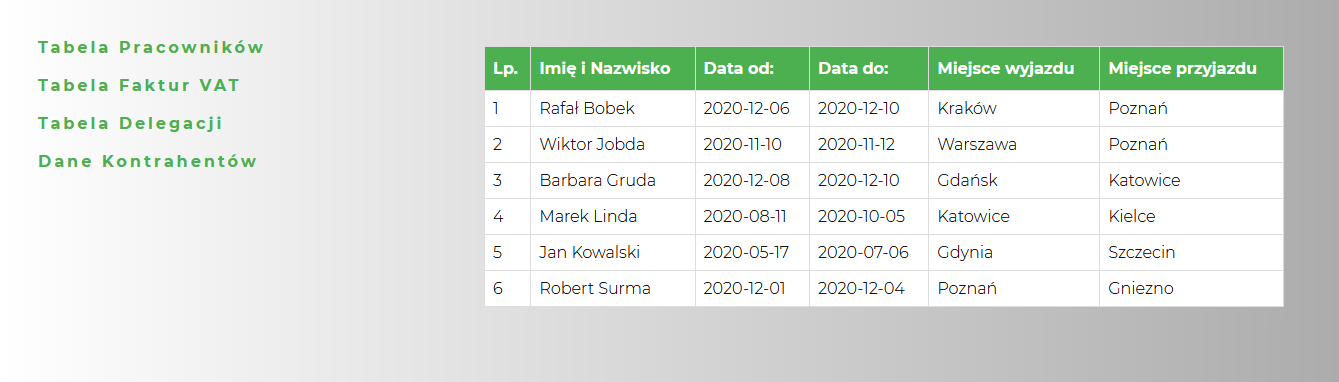 Tabela Pracowników
Tabela Faktur VAT
Tabela Delegacji
Dane Kontrahentów
Lp. Imię i Nazwisko Data od: Data do: Miejsce wyjazdu Miejsce przyjazdu
1 Rafał Bobek 2020-12-06 2020-12-10 Kraków Poznań
2 Wiktor Jobda 2020-11-10 2020-11-12 Warszawa Poznań
3 Barbara Gruda 2020-12-08 2020-12-10 Gdańsk Katowice
4 Marek Linda 2020-08-11 2020-10-05 Katowice Kielce
5 Jan Kowalski 2020-05-17 2020-07-06 Gdynia Szczecin
6 Robert Surma 2020-12-01 2020-12-04 Poznań Gniezno